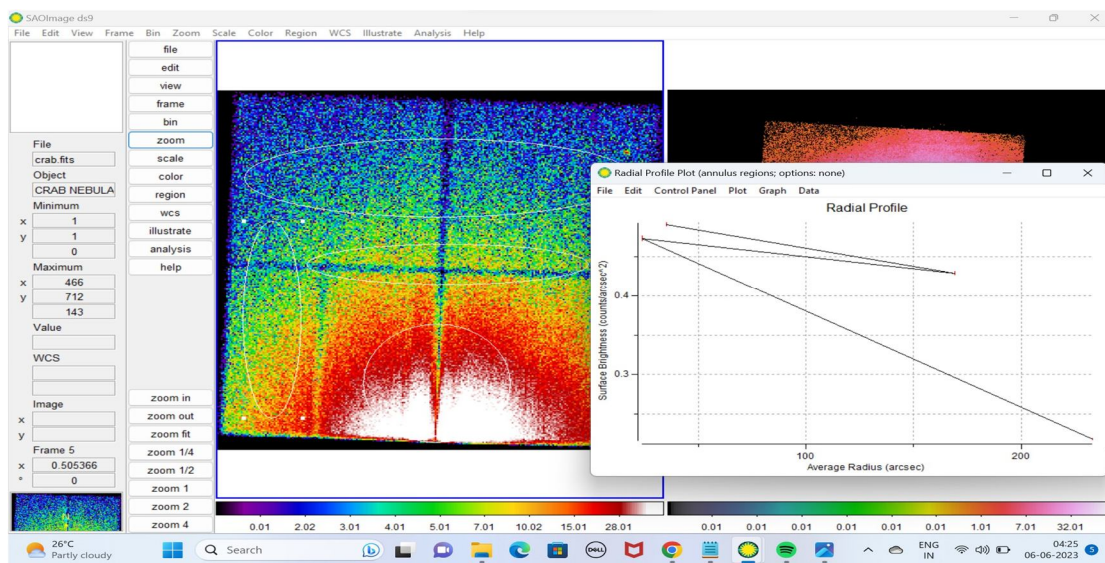 SAOImage ds9
File Edit View Frame Bin Zoom Scale Color Region WCS Illustrate Analysis Help
File
crab.fits
Object
CRAB NEBULA
Minimum
x 1
y 1
0
Maximum
x 466
y 712
143
Value
WCS
Image
x
y
Frame 5
x 0.505366
° 0
file
edit
view
frame
bin
zoom
scale
color
region
wcs
illustrate
analysis
help
zoom in
zoom out
zoom fit
zoom 1/4
zoom 1/2
zoom 1
zoom 2
zoom 4
Radial Profile Plot (annulus regions; options: none)
File Edit Control Panel Plot Graph Data
Radial Profile
Surface Brightness (counts/arcsec^2)
0.4
0.3
100 200
Average Radius (arcsec)
0.01 2.02 3.01 4.01 5.01 7.01 10.02 15.01 28.01
0.01 0.01 0.01 0.01 0.01 0.01 1.01 7.01 32.01
26°C
Partly cloudy
Search
DELL
ENG
IN
04:25
06-06-2023
5